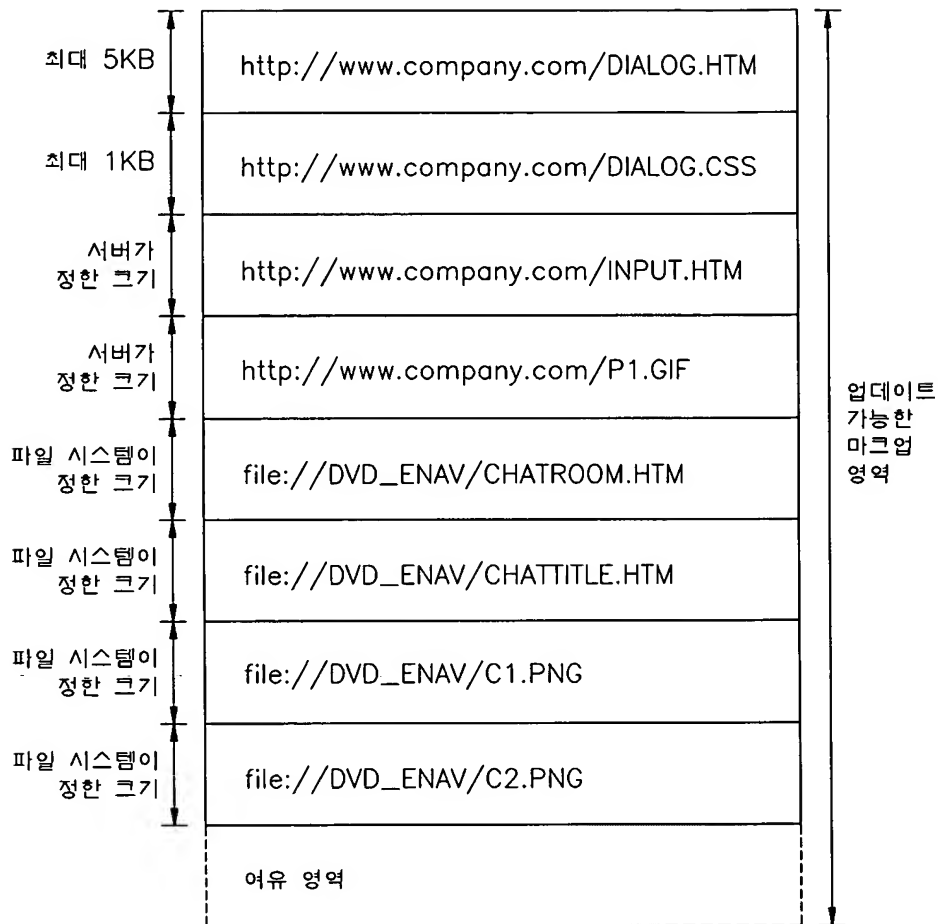 최대 5KB
http://www.company.com/DIALOG.HTM
최대 1KB
http://www.company.com/DIALOG.CSS
서버가
정한 크기
http://www.company.com/INPUT.HTM
서버가
정한 크기
http://www.company.com/P1.GIF
파일 시스템이
정한 크기
file://DVD_ENAV/CHATROOM.HTM
파일 시스템이
정한 크기
file://DVD_ENAV/CHATTITLE.HTM
파일 시스템이
정한 크기
file://DVD_ENAV/C1.PNG
파일 시스템이
정한 크기
file://DVD_ENAV/C2.PNG
여유 영역
업데이트
가능한
마크업
영역